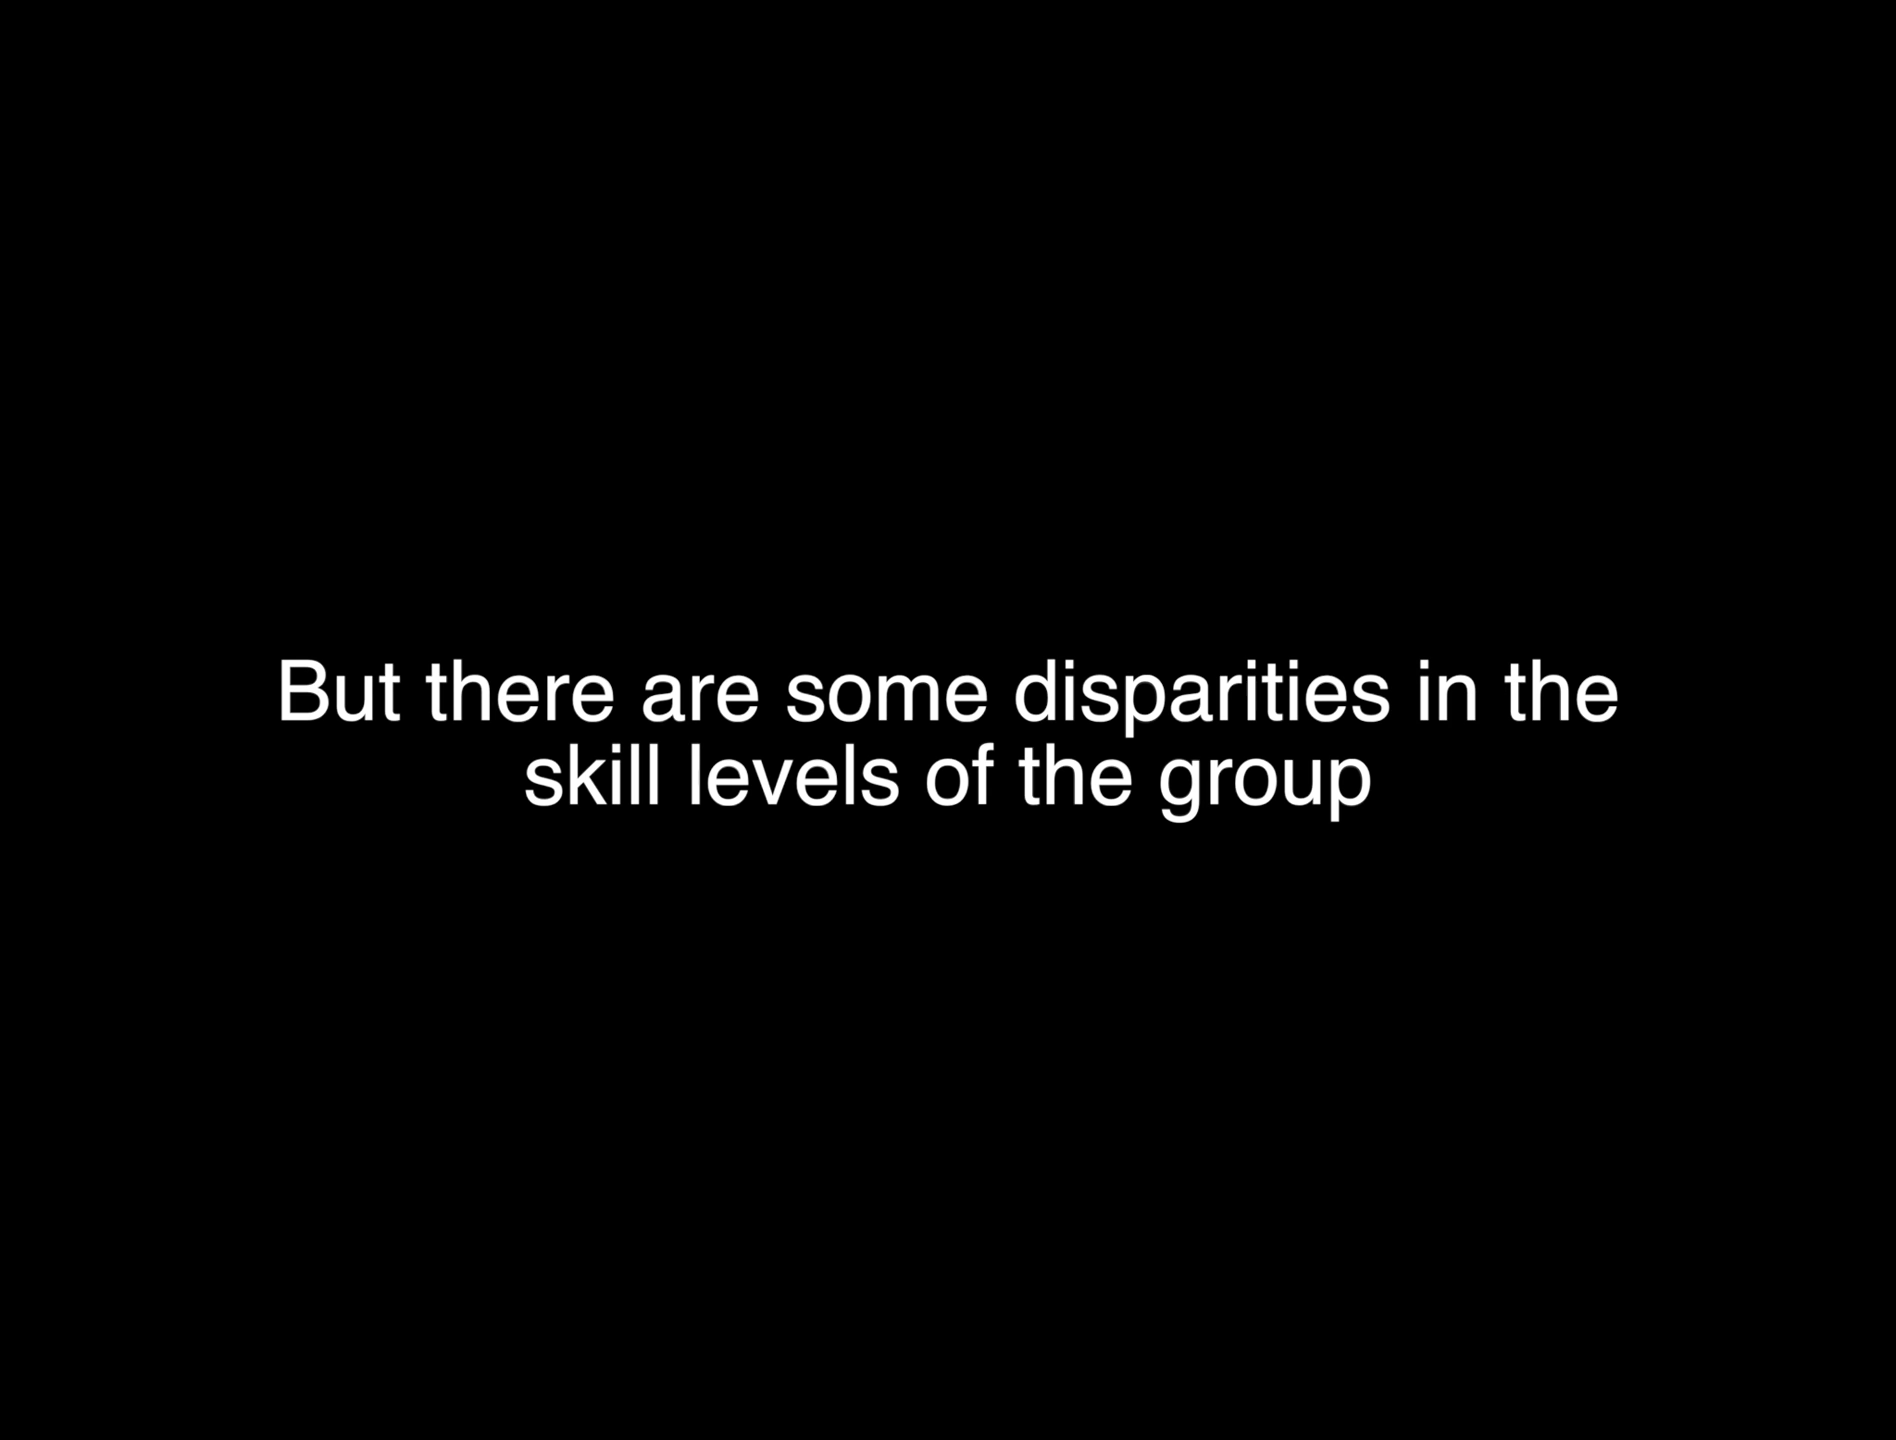 But there are some disparities in the
skill levels of the group